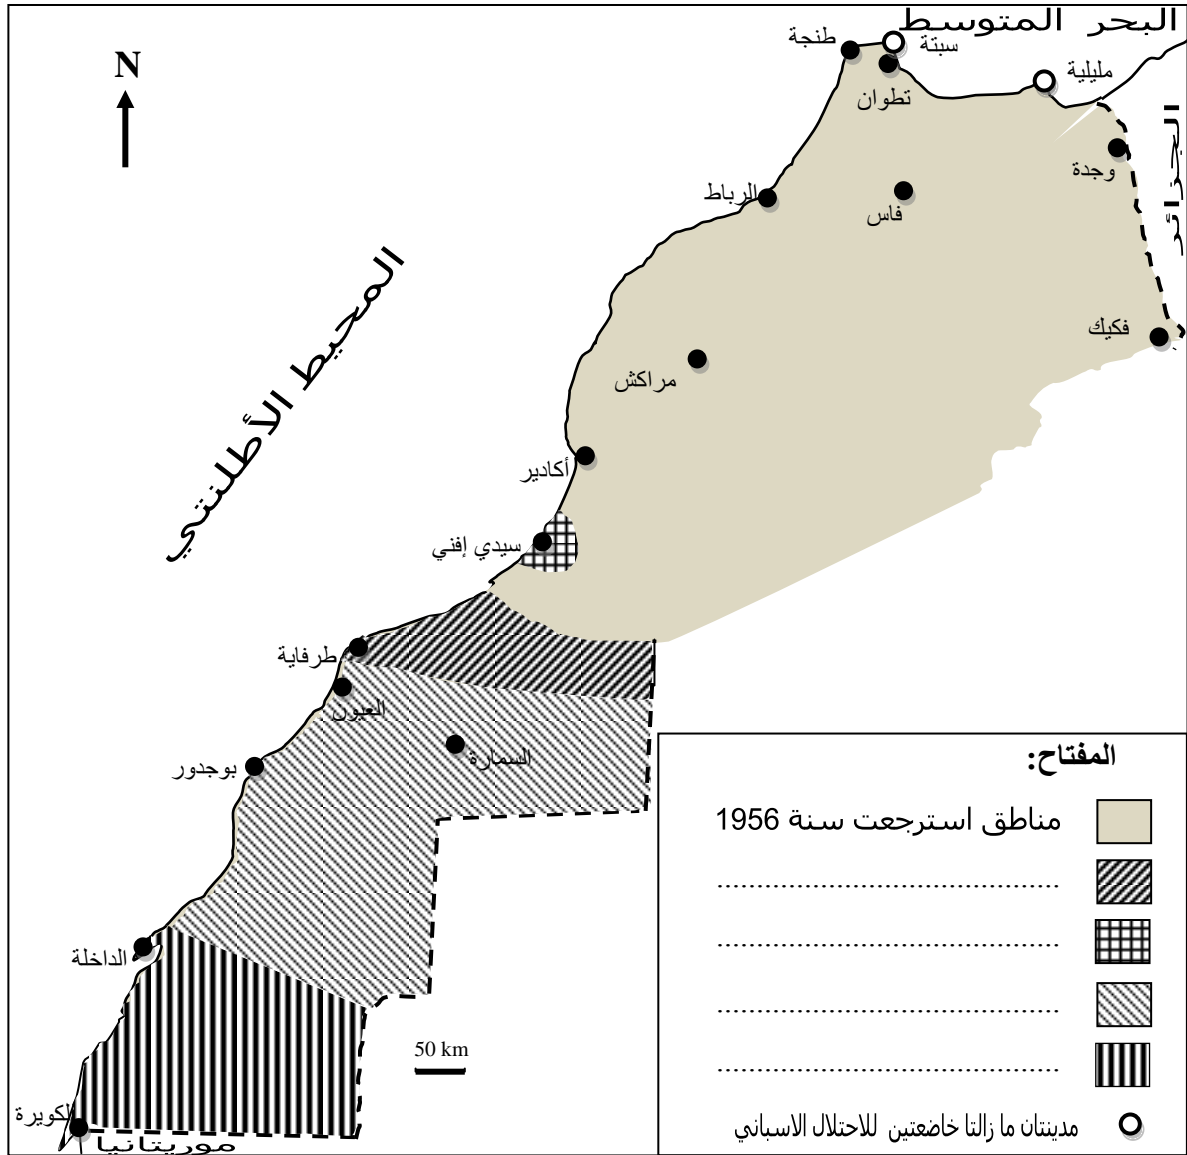 البحر المتوسط
سبتة
طنجة
N
مليلية
تطوان
الجزائر
وجدة
الرباط
فاس
المحيط الأطلنتي
فكيك
مراكش
أكادير
سيدي إفني
طرفاية
العيون
السمارة
بوجدور
المفتاح:
مناطق استرجعت سنة 1956
........................................
........................................
........................................
........................................
مدينتان ما زالتا خاضعتين للاحتلال الاسباني
الداخلة
50 km
لكويرة
موريتانيا